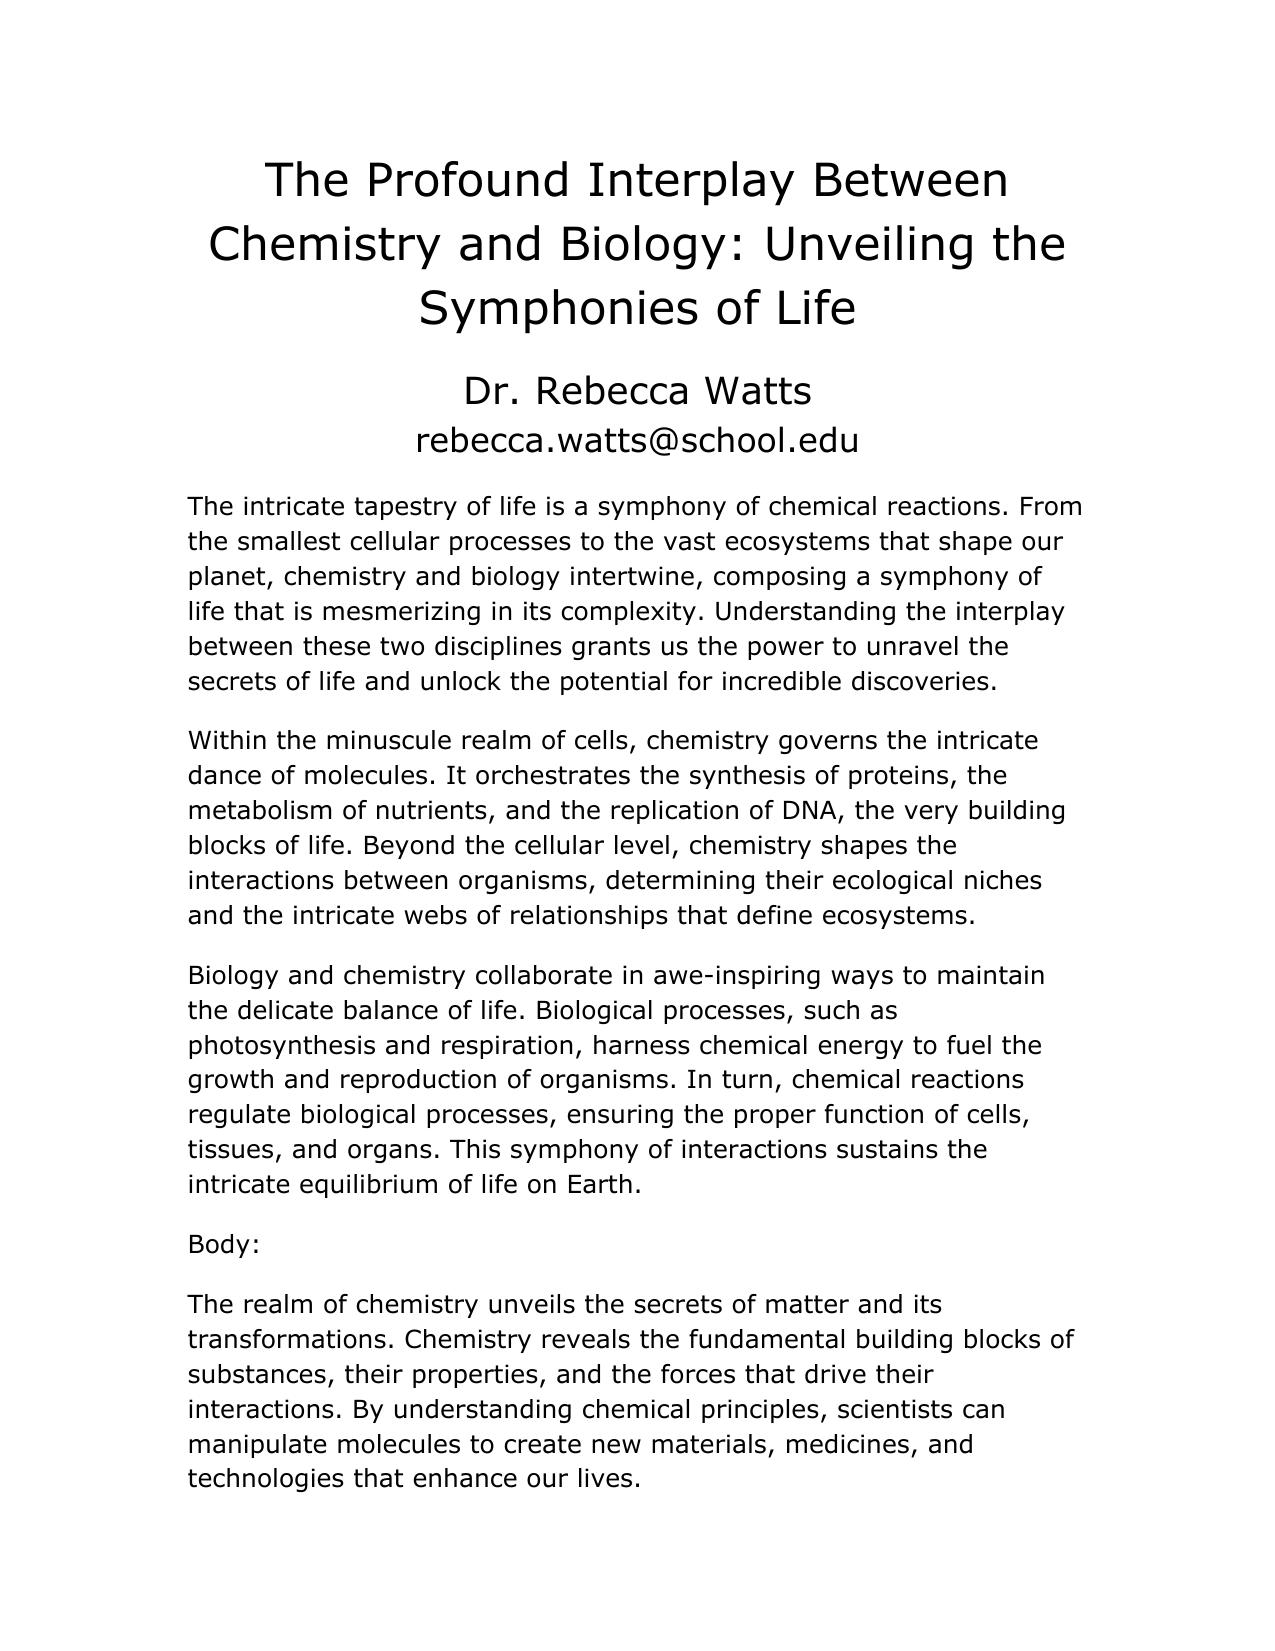 The Profound Interplay Between
Chemistry and Biology: Unveiling the
Symphonies of Life
Dr. Rebecca Watts
rebecca.watts@school.edu
The intricate tapestry of life is a symphony of chemical reactions. From
the smallest cellular processes to the vast ecosystems that shape our
planet, chemistry and biology intertwine, composing a symphony of
life that is mesmerizing in its complexity. Understanding the interplay
between these two disciplines grants us the power to unravel the
secrets of life and unlock the potential for incredible discoveries.
Within the minuscule realm of cells, chemistry governs the intricate
dance of molecules. It orchestrates the synthesis of proteins, the
metabolism of nutrients, and the replication of DNA, the very building
blocks of life. Beyond the cellular level, chemistry shapes the
interactions between organisms, determining their ecological niches
and the intricate webs of relationships that define ecosystems.
Biology and chemistry collaborate in awe-inspiring ways to maintain
the delicate balance of life. Biological processes, such as
photosynthesis and respiration, harness chemical energy to fuel the
growth and reproduction of organisms. In turn, chemical reactions
regulate biological processes, ensuring the proper function of cells,
tissues, and organs. This symphony of interactions sustains the
intricate equilibrium of life on Earth.
Body:
The realm of chemistry unveils the secrets of matter and its
transformations. Chemistry reveals the fundamental building blocks of
substances, their properties, and the forces that drive their
interactions. By understanding chemical principles, scientists can
manipulate molecules to create new materials, medicines, and
technologies that enhance our lives.